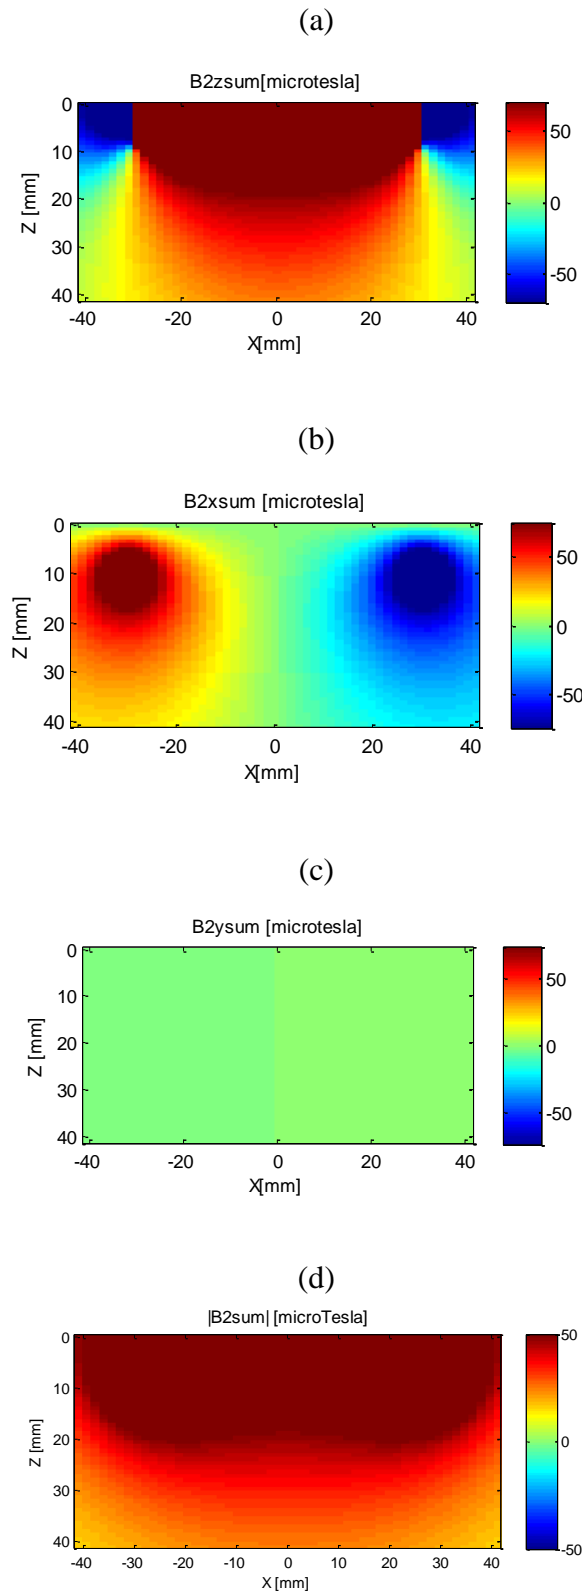 (a)
B2zsum[microtesla]
0
10
20
30
40
Z [mm]
-40 -20 0 20 40
X[mm]
50
0
-50
(b)
B2xsum [microtesla]
0
10
20
30
40
Z [mm]
-40 -20 0 20 40
X[mm]
50
0
-50
(c)
B2ysum [microtesla]
0
10
20
30
40
Z [mm]
-40 -20 0 20 40
X[mm]
50
0
-50
(d)
|B2sum| [microTesla]
0
10
20
30
40
Z [mm]
-40 -30 -20 -10 0 10 20 30 40
X [mm]
50
0
-50